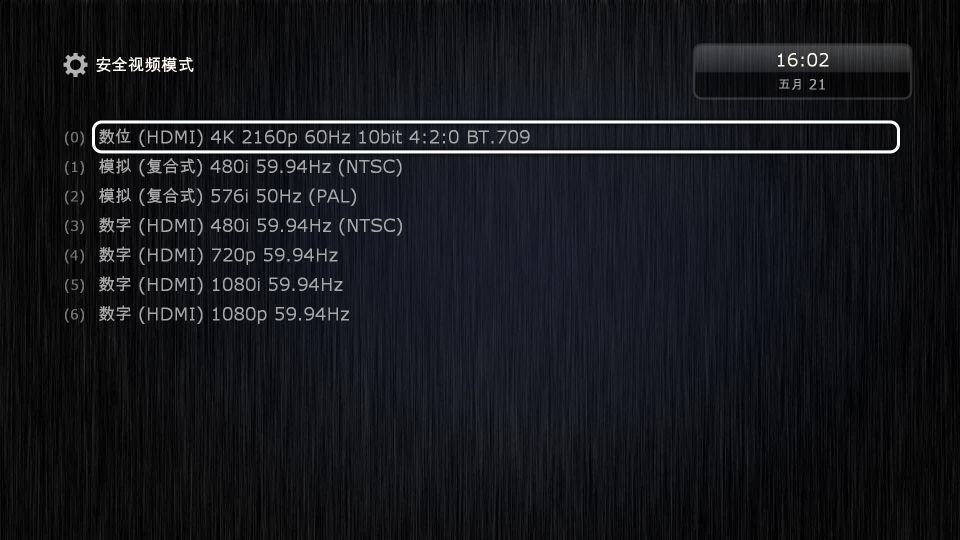 安全视频模式
16:02
五月 21
(0) 数位 (HDMI) 4K 2160p 60Hz 10bit 4:2:0 BT.709
(1) 模拟 (复合式) 480i 59.94Hz (NTSC)
(2) 模拟 (复合式) 576i 50Hz (PAL)
(3) 数字 (HDMI) 480i 59.94Hz (NTSC)
(4) 数字 (HDMI) 720p 59.94Hz
(5) 数字 (HDMI) 1080i 59.94Hz
(6) 数字 (HDMI) 1080p 59.94Hz